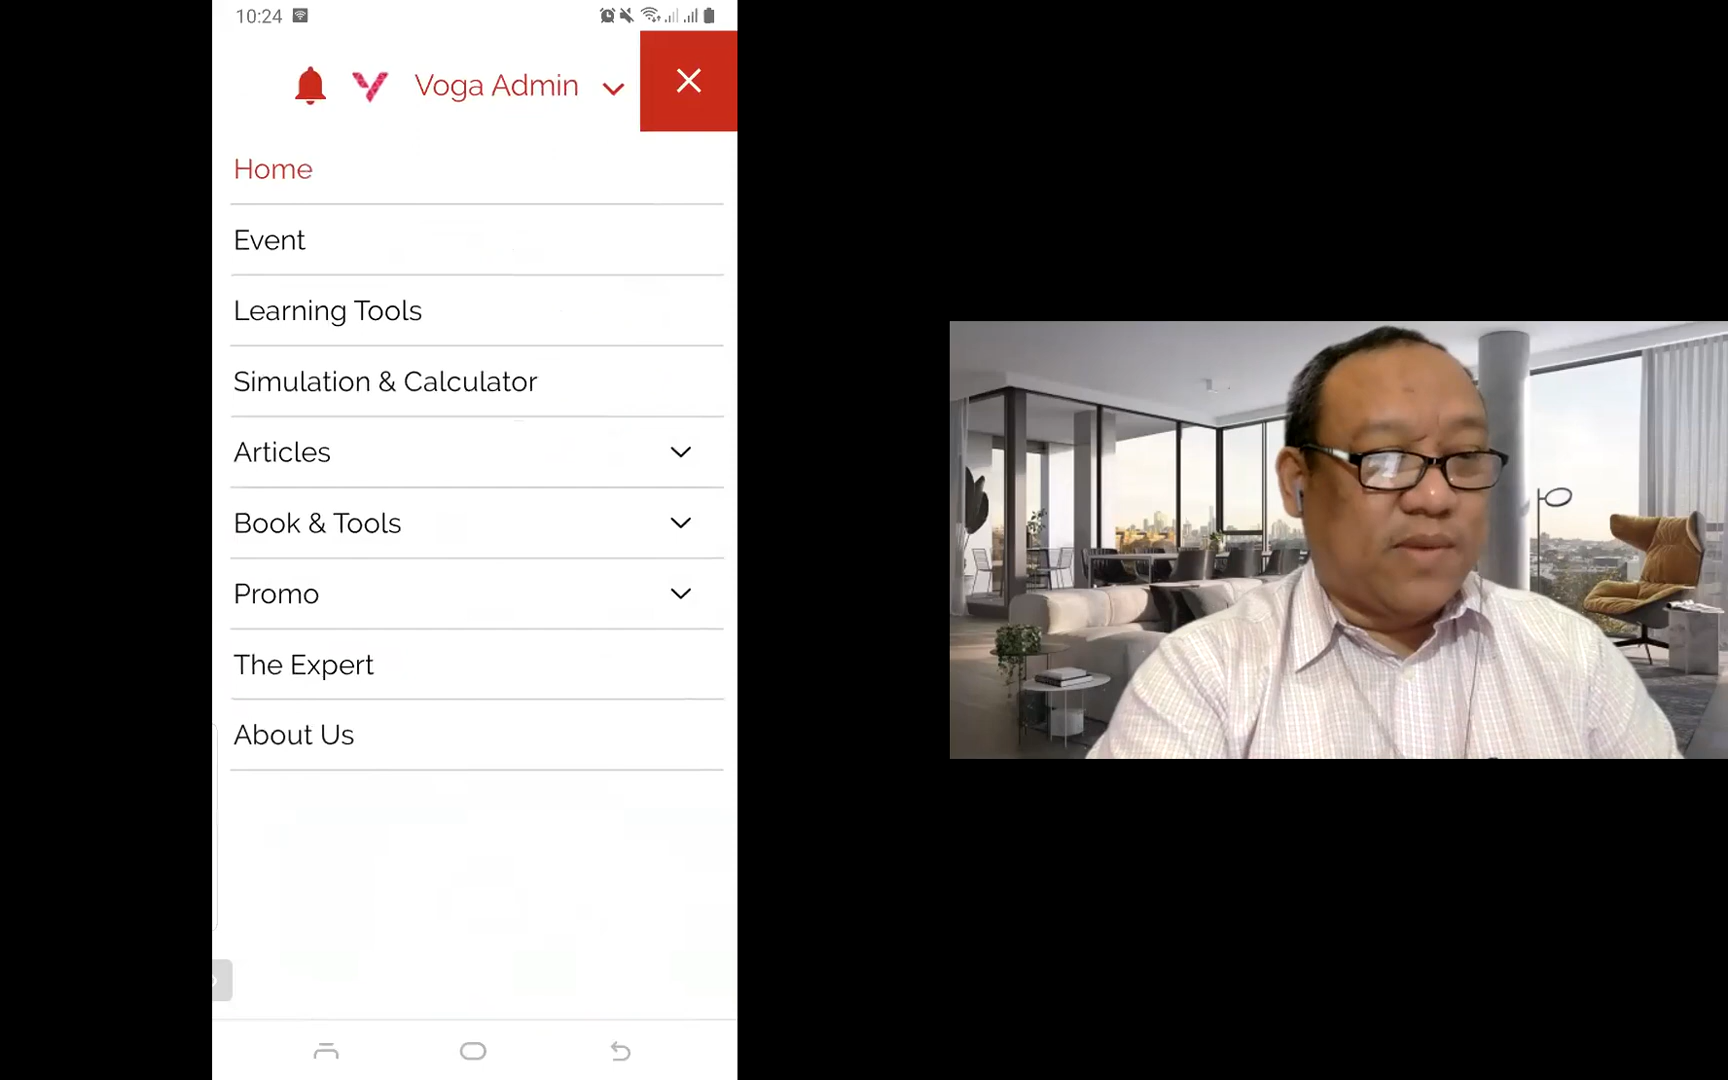 10:24
Voga Admin
Home
Event
Learning Tools
Simulation & Calculator
Articles
Book & Tools
Promo
The Expert
About Us